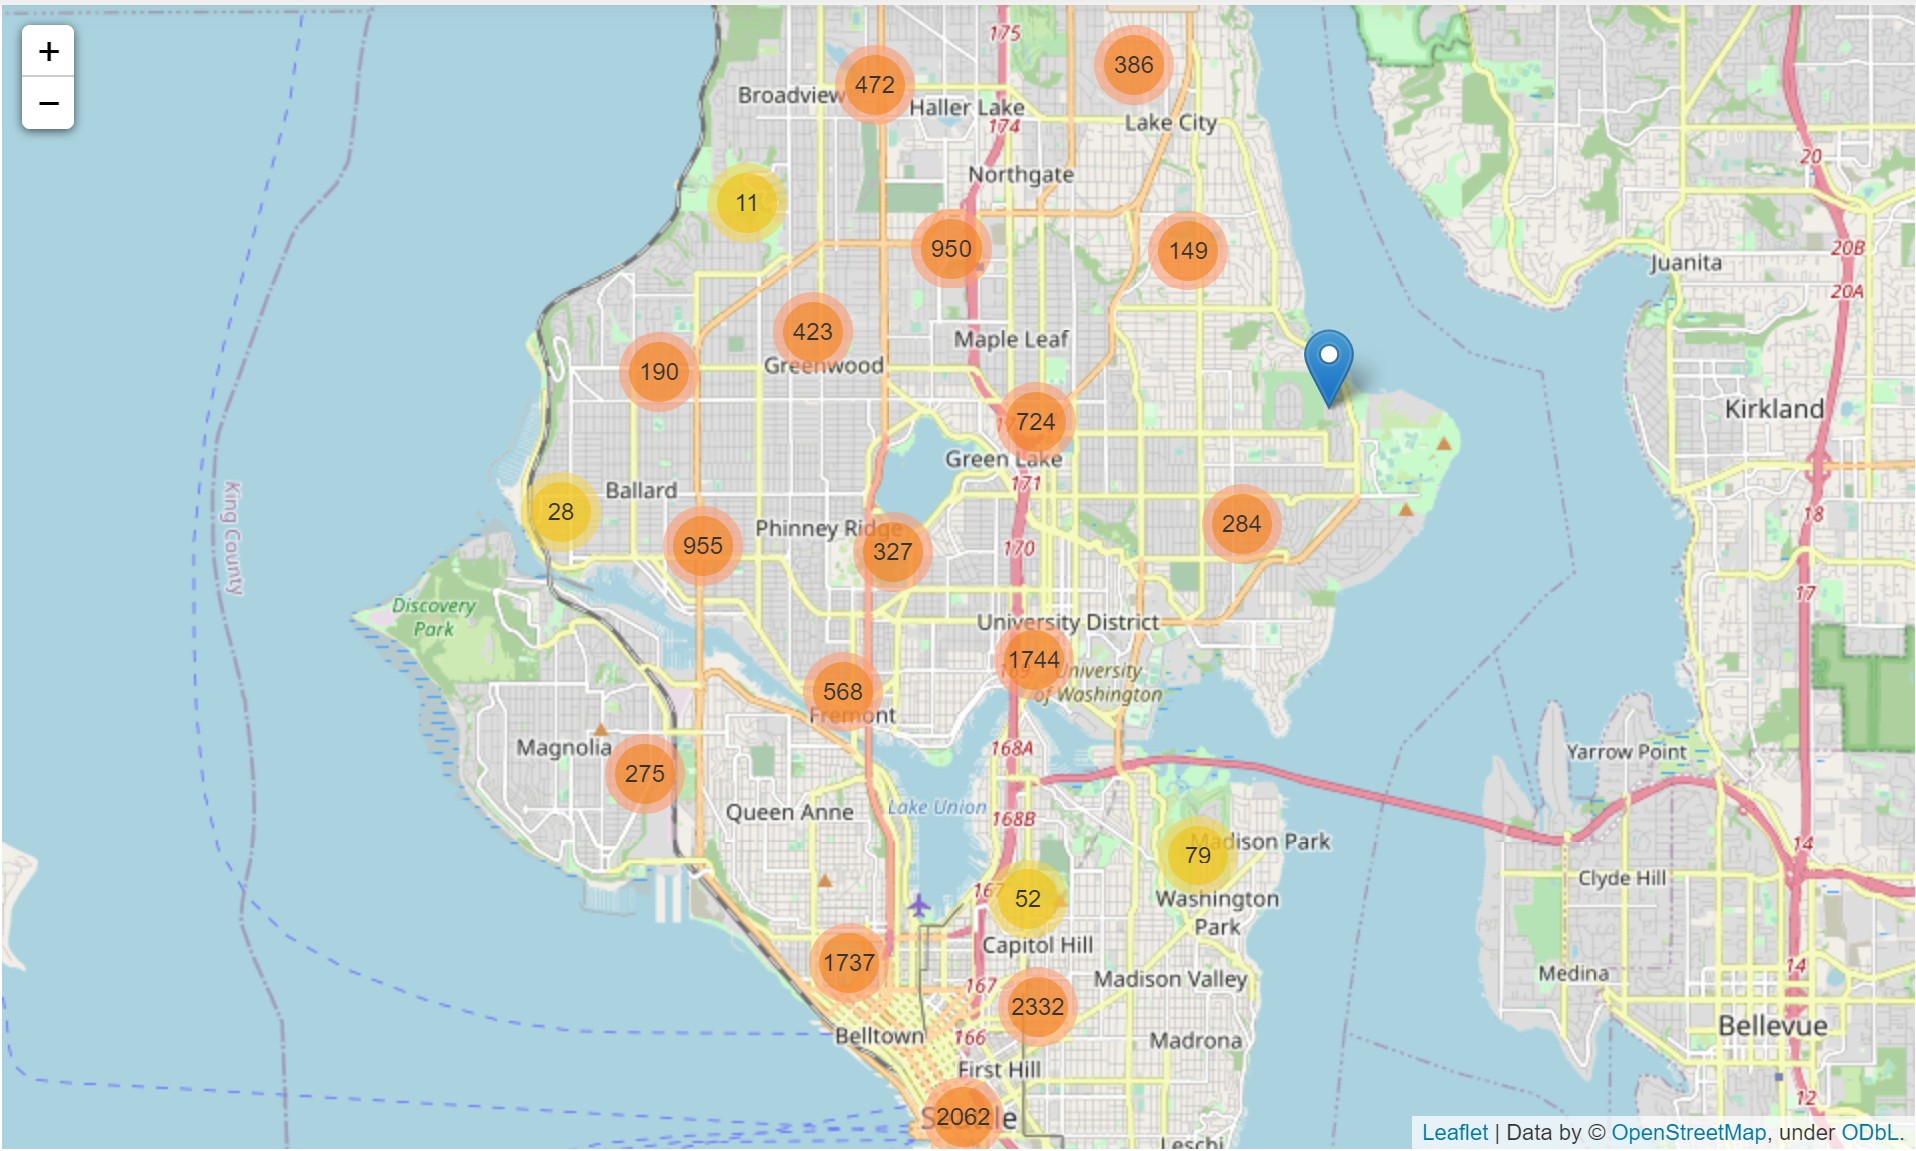 +
−
175
386
472
Broadview
Haller Lake
174
Lake City
20
Northgate
11
950
149
20B
Juanita
20A
423
Maple Leaf
Greenwood
190
Kirkland
724
Green Lake
171
King County
Ballard
28
18
284
Phinney Ridge
955
327
170
17
Discovery
Park
University District
1744
University
of Washington
568
Fremont
Magnolia
168A
Yarrow Point
275
Queen Anne
Lake Union
168B
Madison Park
14
79
Clyde Hill
167
52
Washington
Park
Capitol Hill
1737
14
Medina
Madison Valley
167
2332
Bellevue
Belltown
166
Madrona
First Hill
12
2062
Leschi
Leaflet | Data by © OpenStreetMap, under ODbL.